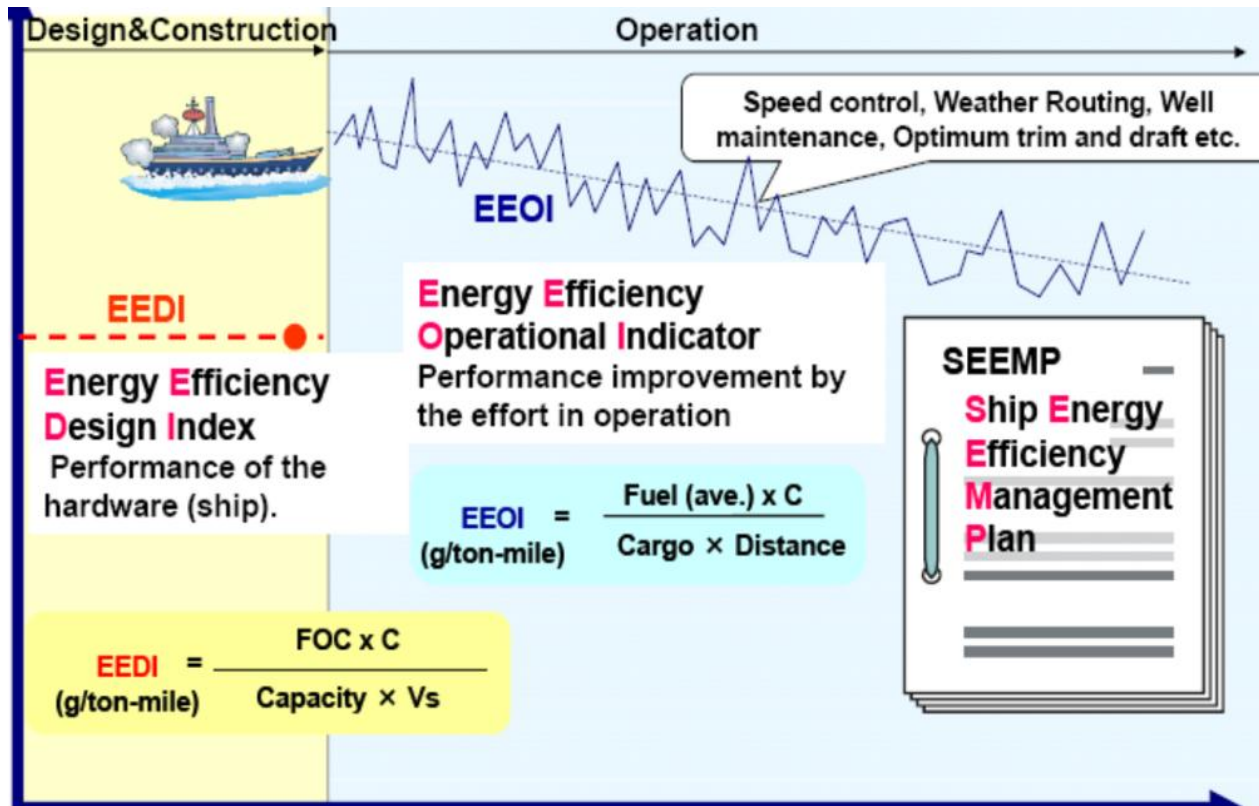 Design&Construction
Operation
Speed control, Weather Routing, Well
maintenance, Optimum trim and draft etc.
EEOI
EEDI
Energy Efficiency
Operational Indicator
Performance improvement by
the effort in operation
Energy Efficiency
Design Index
Performance of the
hardware (ship).
SEEMP
Ship Energy
Efficiency
Management
Plan
EEOI = Fuel (ave.) x C
(g/ton-mile) Cargo × Distance
EEDI = FOC x C
(g/ton-mile) Capacity × Vs